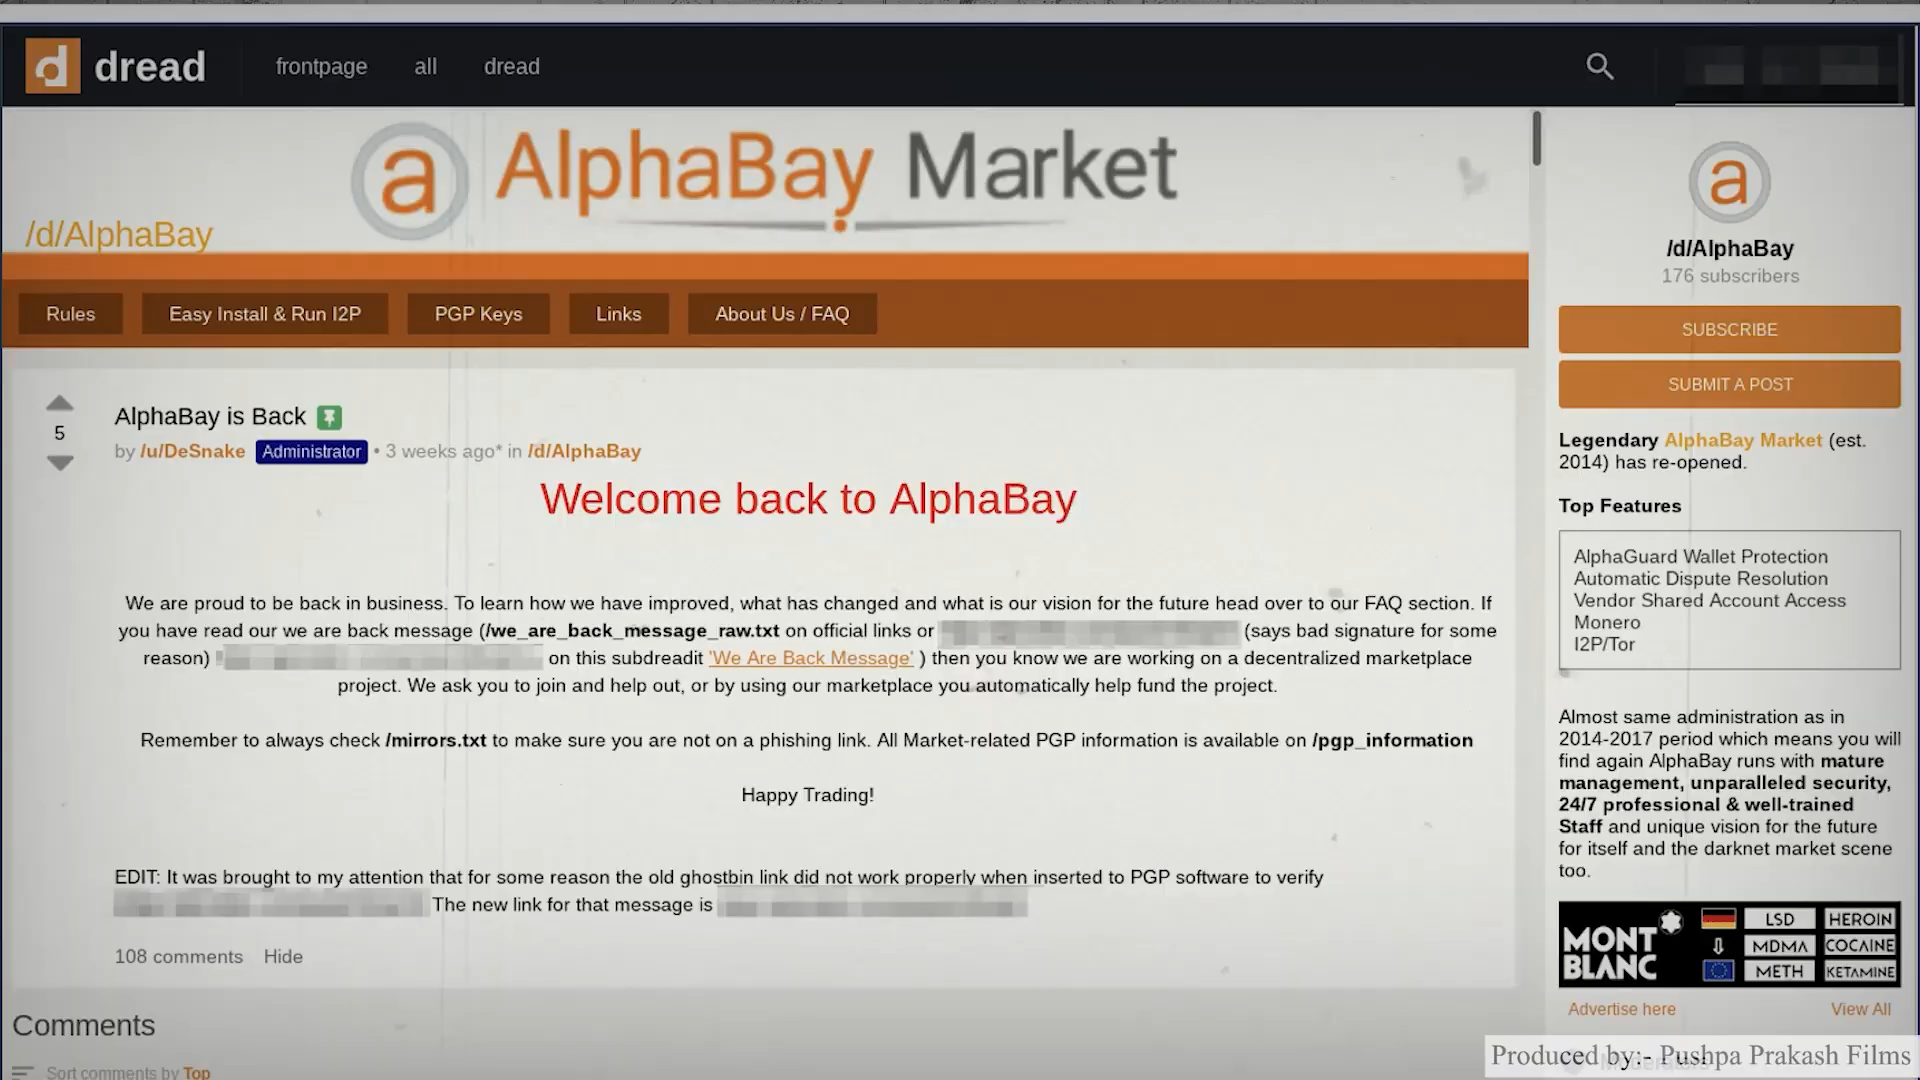 dread
frontpage
all
dread
a AlphaBay Market
/d/AlphaBay
Rules
Easy Install & Run I2P
PGP Keys
Links
About Us / FAQ
5
AlphaBay is Back
by /u/DeSnake Administrator • 3 weeks ago* in /d/AlphaBay
Welcome back to AlphaBay
We are proud to be back in business. To learn how we have improved, what has changed and what is our vision for the future head over to our FAQ section. If
you have read our we are back message (/we_are_back_message_raw.txt on official links or (says bad signature for some
reason) on this subdreadit 'We Are Back Message' ) then you know we are working on a decentralized marketplace
project. We ask you to join and help out, or by using our marketplace you automatically help fund the project.
Remember to always check /mirrors.txt to make sure you are not on a phishing link. All Market-related PGP information is available on /pgp_information
Happy Trading!
EDIT: It was brought to my attention that for some reason the old ghostbin link did not work properly when inserted to PGP software to verify
The new link for that message is
108 comments Hide
Comments
Sort comments by Top
a
/d/AlphaBay
176 subscribers
SUBSCRIBE
SUBMIT A POST
Legendary AlphaBay Market (est.
2014) has re-opened.
Top Features
AlphaGuard Wallet Protection
Automatic Dispute Resolution
Vendor Shared Account Access
Monero
I2P/Tor
Almost same administration as in
2014-2017 period which means you will
find again AlphaBay runs with mature
management, unparalleled security,
24/7 professional & well-trained
Staff and unique vision for the future
for itself and the darknet market scene
too.
MONT
BLANC
LSD HEROIN
MDMA COCAINE
METH KETAMINE
Advertise here View All
Produced by:- Pushpa Prakash Films